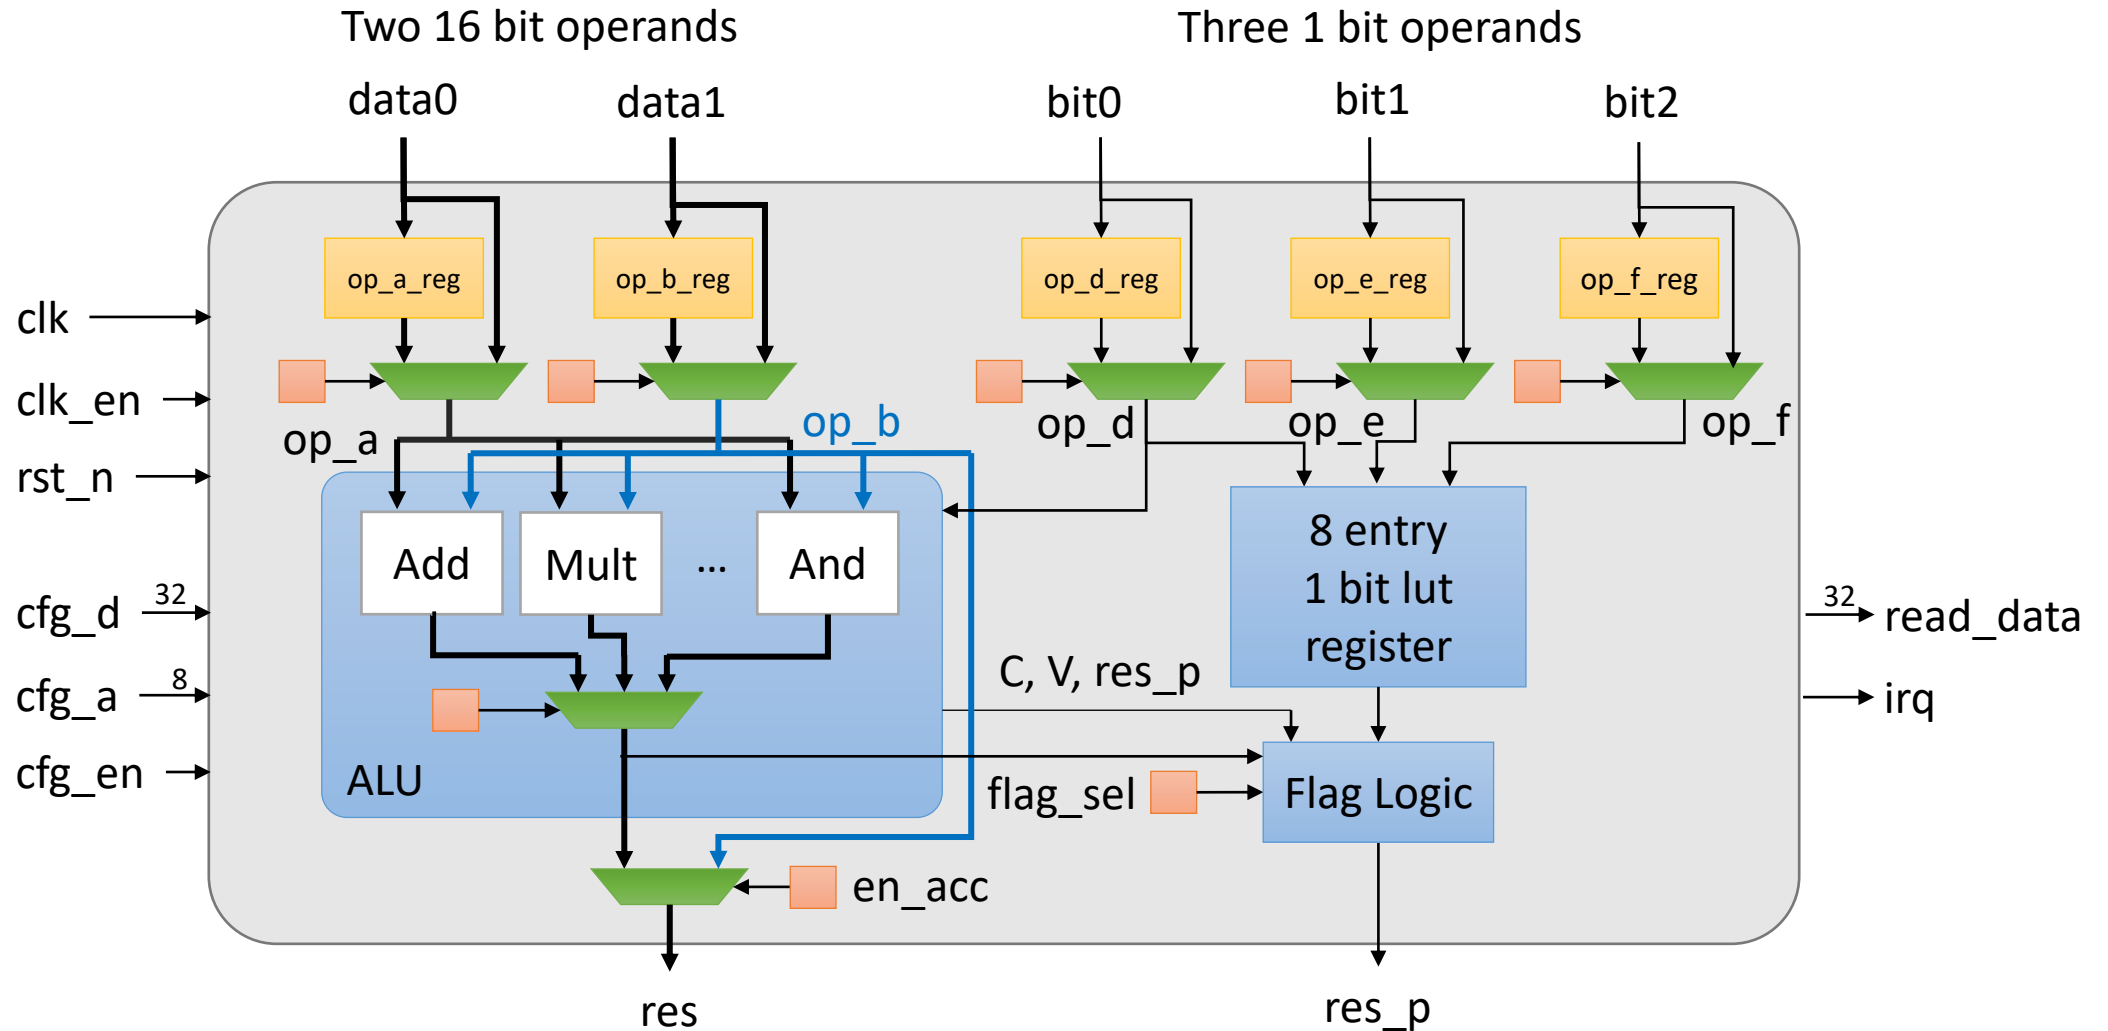 Two 16 bit operands
Three 1 bit operands
data0
data1
bit0
bit1
bit2
op_a_reg
op_b_reg
op_d_reg
op_e_reg
op_f_reg
clk
clk_en
rst_n
cfg_d
32
cfg_a
8
cfg_en
op_a
op_b
op_d
op_e
op_f
Add
Mult
...
And
8 entry
1 bit lut
register
32
read_data
irq
C, V, res_p
ALU
flag_sel
Flag Logic
en_acc
res
res_p